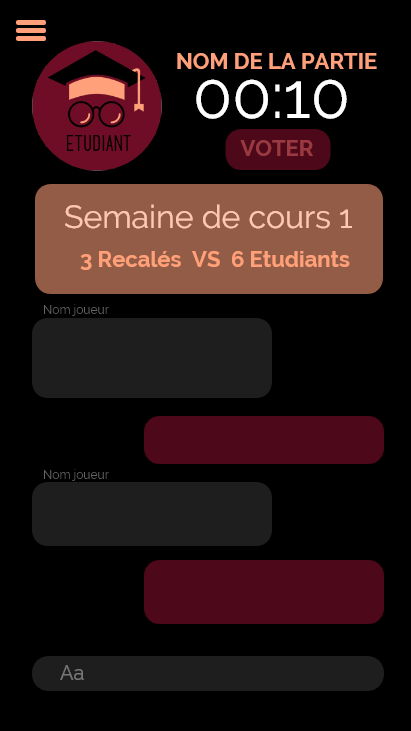 NOM DE LA PARTIE
00:10
ETUDIANT
VOTER
Semaine de cours 1
3 Recalés VS 6 Etudiants
Nom joueur
Nom joueur
Aa